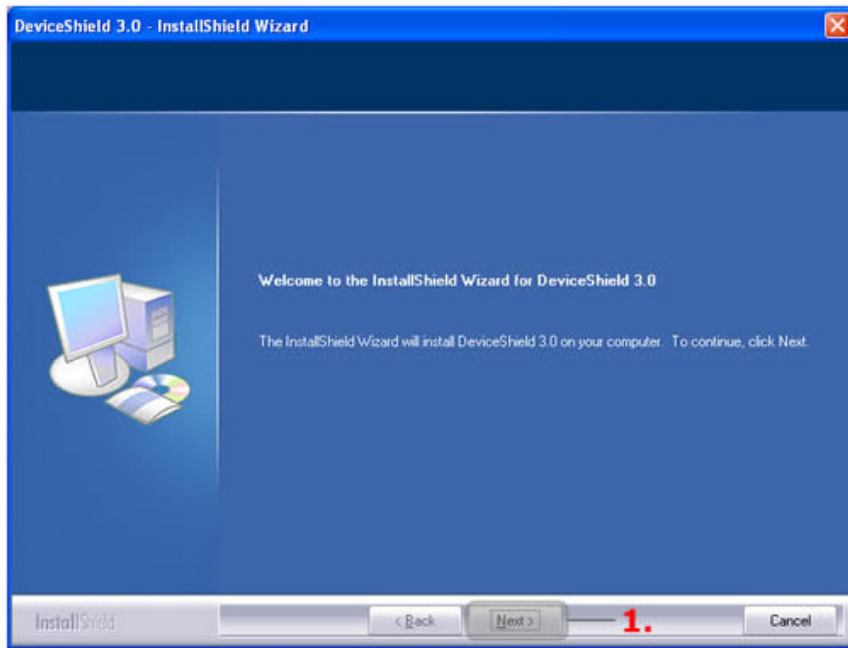 DeviceShield 3.0 - InstallShield Wizard
Welcome to the InstallShield Wizard for DeviceShield 3.0
The InstallShield Wizard will install DeviceShield 3.0 on your computer. To continue, click Next.
InstallShield
< Back
Next >
1.
Cancel